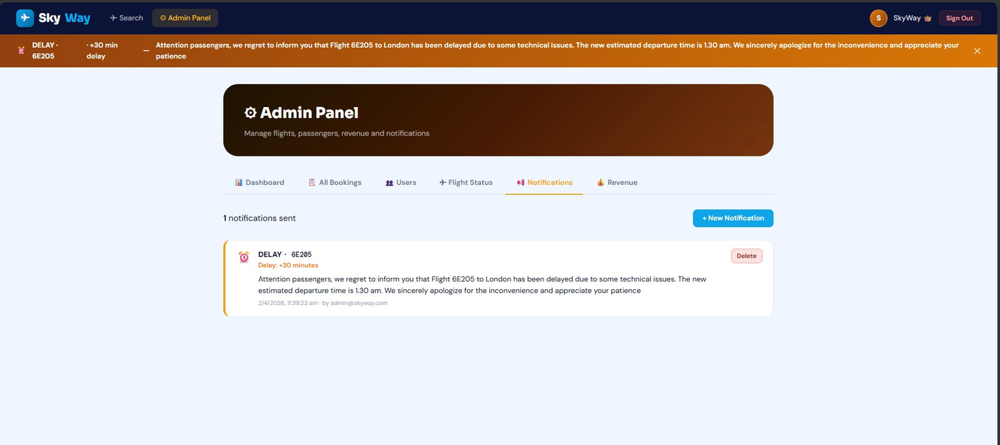 Sky Way
✈ Search
⚙ Admin Panel
S
SkyWay 👑
Sign Out
⏰ DELAY · 6E205 · +30 min delay — Attention passengers, we regret to inform you that Flight 6E205 to London has been delayed due to some technical issues. The new estimated departure time is 1.30 am. We sincerely apologize for the inconvenience and appreciate your
patience
⚙ Admin Panel
Manage flights, passengers, revenue and notifications
📊 Dashboard
📋 All Bookings
👥 Users
✈ Flight Status
📢 Notifications
💰 Revenue
1 notifications sent
+ New Notification
⏰ DELAY · 6E205
Delete
Delay: +30 minutes
Attention passengers, we regret to inform you that Flight 6E205 to London has been delayed due to some technical issues. The new
estimated departure time is 1.30 am. We sincerely apologize for the inconvenience and appreciate your patience
2/4/2026, 11:39:23 am · by admin@skyway.com